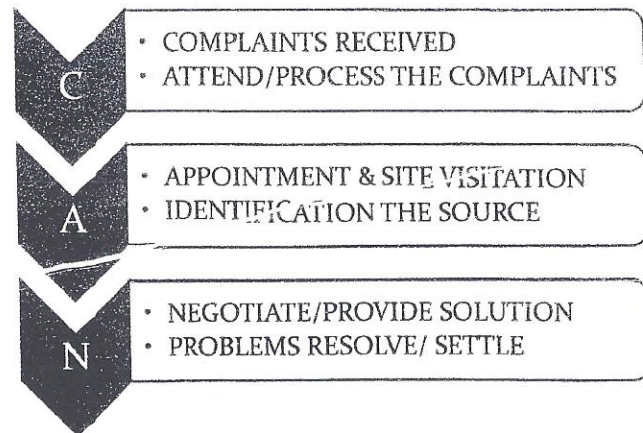 C
• COMPLAINTS RECEIVED
• ATTEND/PROCESS THE COMPLAINTS
A
• APPOINTMENT & SITE VISITATION
• IDENTIFICATION THE SOURCE
N
• NEGOTIATE/PROVIDE SOLUTION
• PROBLEMS RESOLVE/ SETTLE